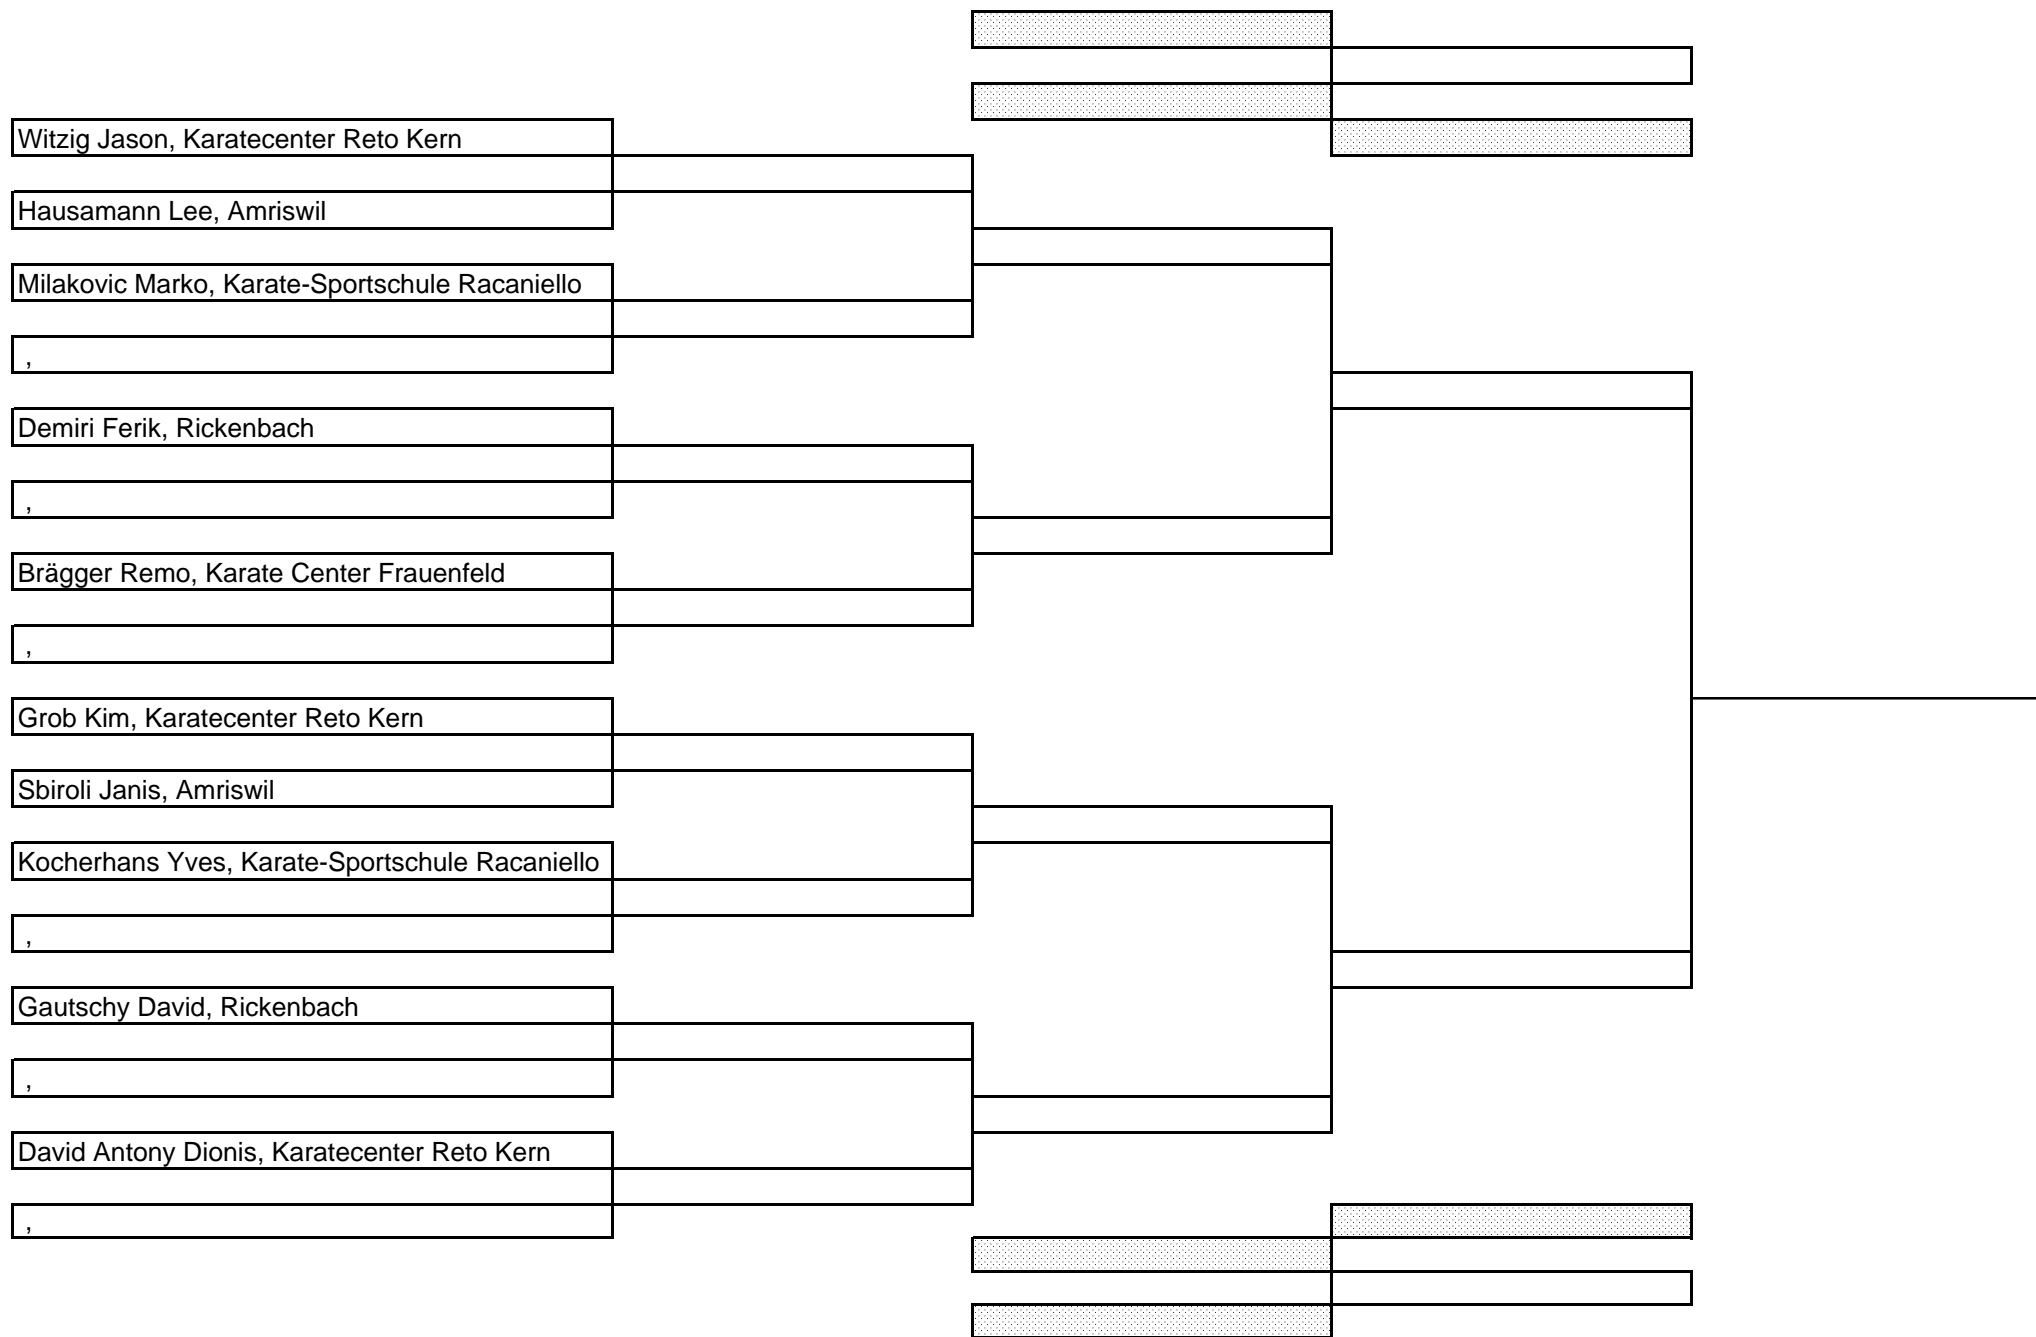 Witzig Jason, Karatecenter Reto Kern
Hausamann Lee, Amriswil
Milakovic Marko, Karate-Sportschule Racaniello
,
Demiri Ferik, Rickenbach
,
Brägger Remo, Karate Center Frauenfeld
,
Grob Kim, Karatecenter Reto Kern
Sbiroli Janis, Amriswil
Kocherhans Yves, Karate-Sportschule Racaniello
,
Gautschy David, Rickenbach
,
David Antony Dionis, Karatecenter Reto Kern
,